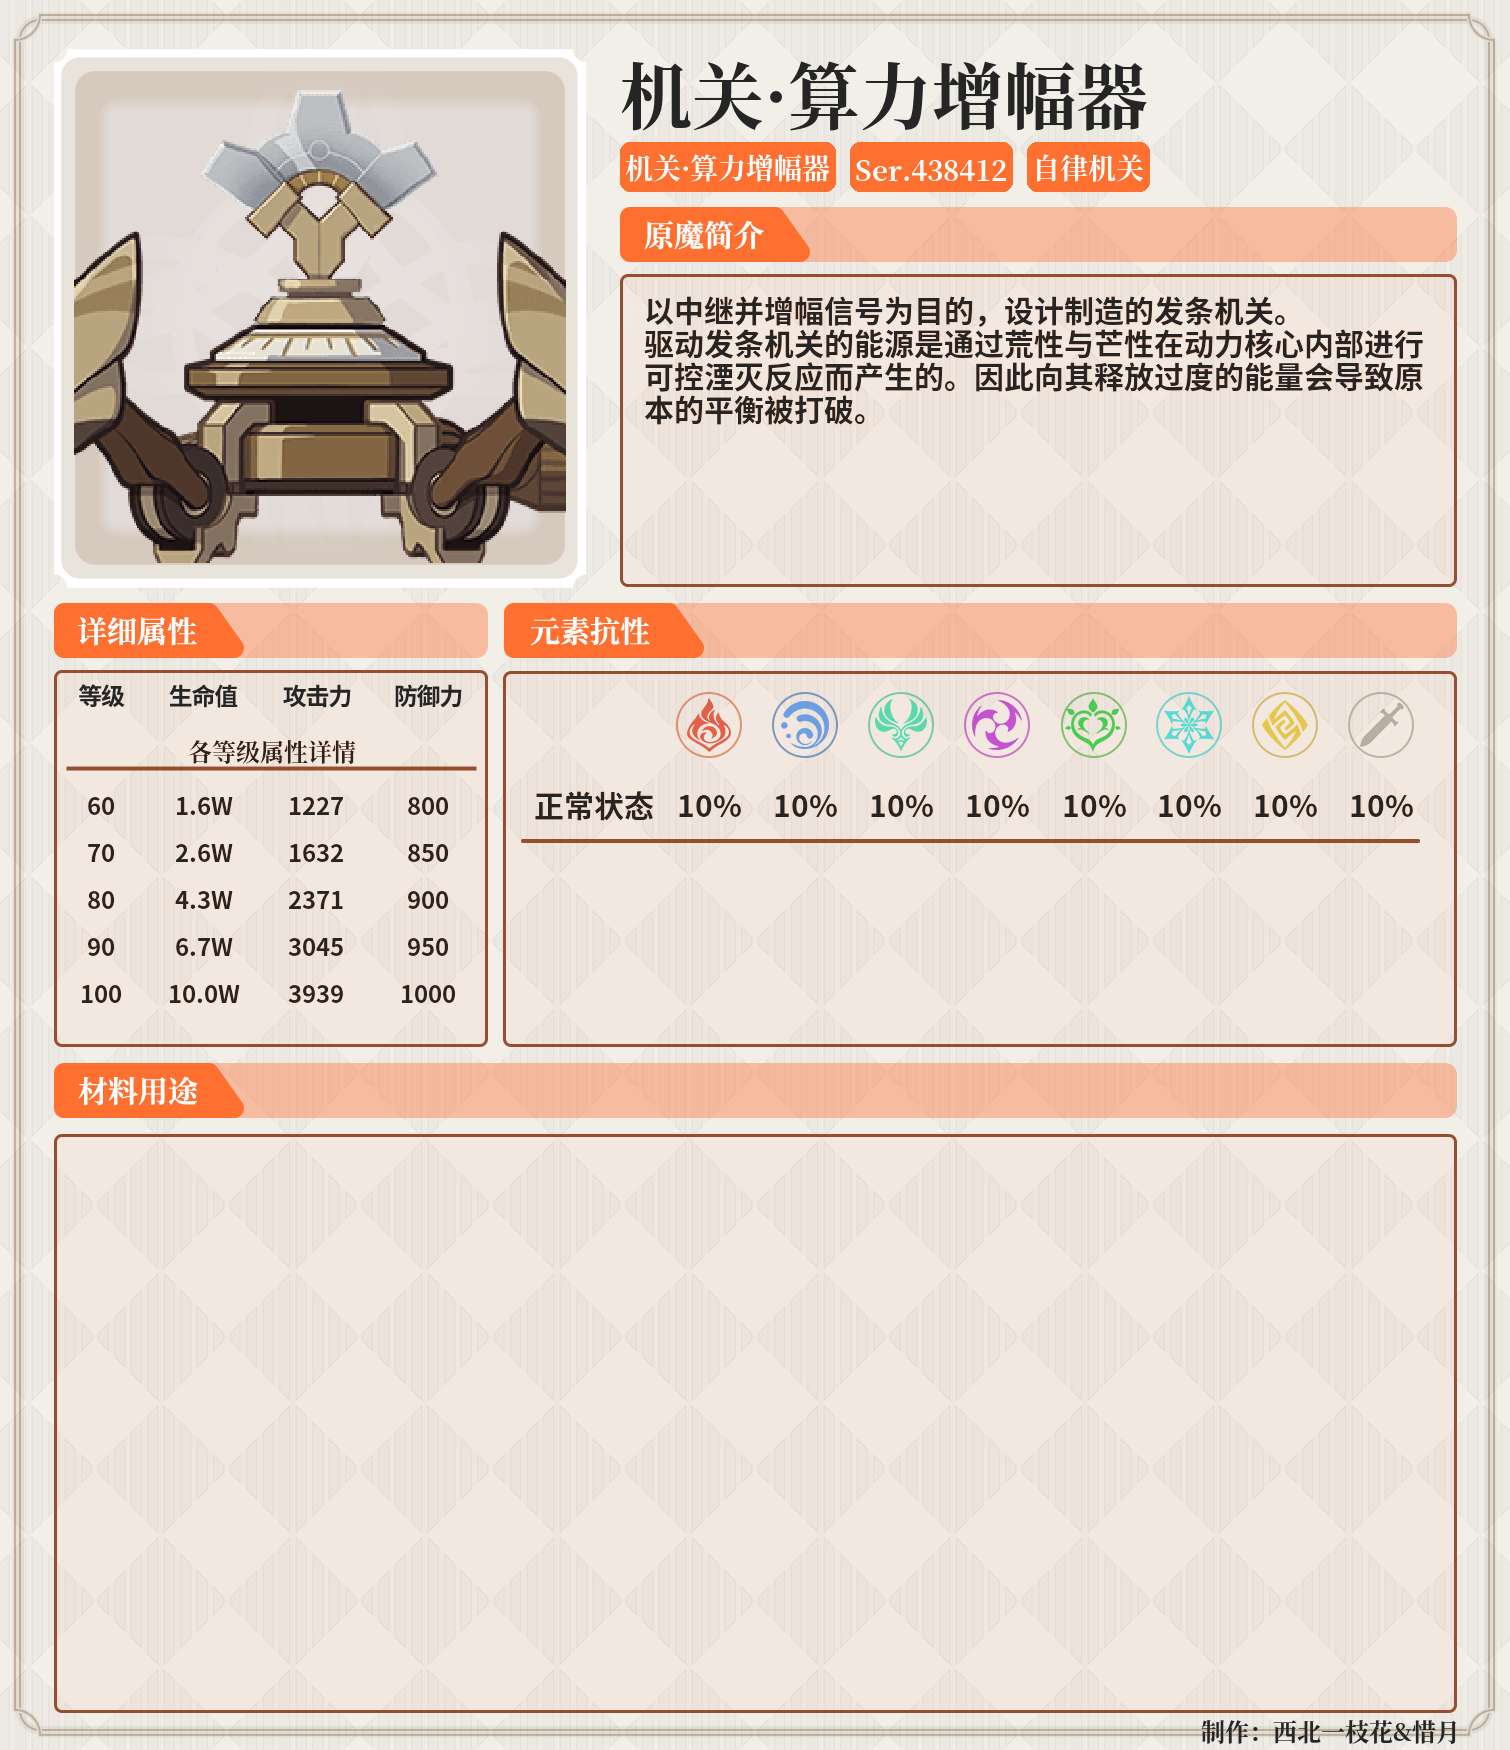 机关·算力增幅器
机关·算力增幅器 Ser.438412 自律机关
原魔简介
以中继并增幅信号为目的，设计制造的发条机关。
驱动发条机关的能源是通过荒性与芒性在动力核心内部进行
可控湮灭反应而产生的。因此向其释放过度的能量会导致原
本的平衡被打破。
详细属性
等级 生命值 攻击力 防御力
各等级属性详情
60 1.6W 1227 800
70 2.6W 1632 850
80 4.3W 2371 900
90 6.7W 3045 950
100 10.0W 3939 1000
元素抗性
正常状态 10% 10% 10% 10% 10% 10% 10% 10%
材料用途
制作：西北一枝花&惜月